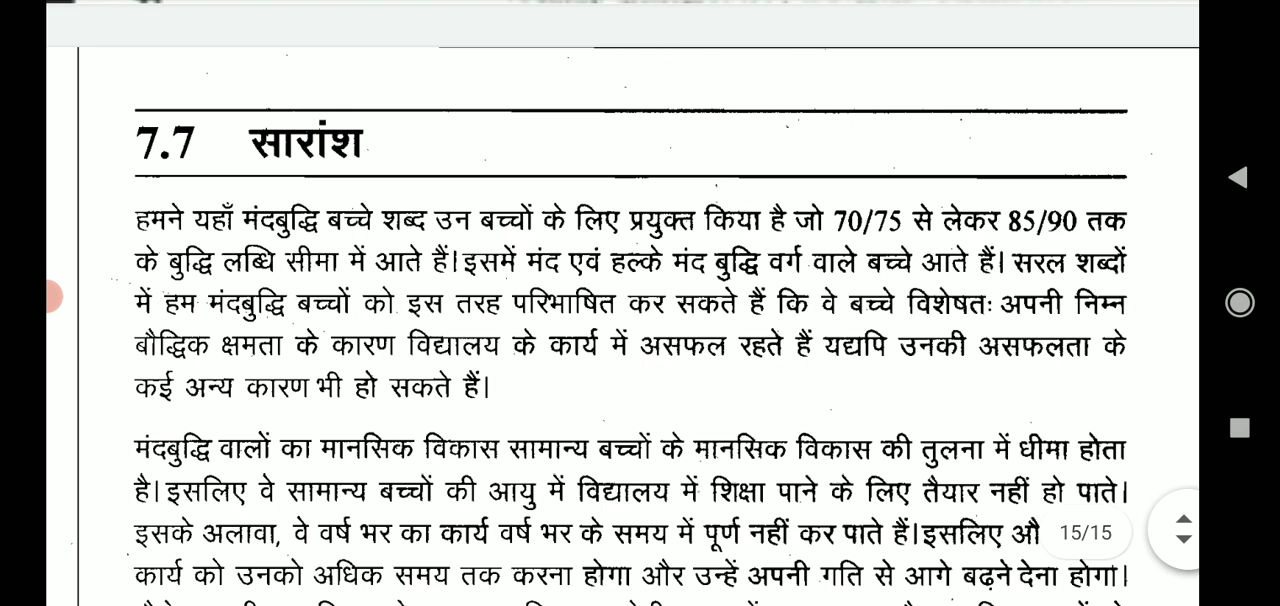 7.7 सारांश
हमने यहाँ मंदबुद्धि बच्चे शब्द उन बच्चों के लिए प्रयुक्त किया है जो 70/75 से लेकर 85/90 तक
के बुद्धि लब्धि सीमा में आते हैं। इसमें मंद एवं हल्के मंद बुद्धि वर्ग वाले बच्चे आते हैं। सरल शब्दों
में हम मंदबुद्धि बच्चों को इस तरह परिभाषित कर सकते हैं कि वे बच्चे विशेषतः अपनी निम्न
बौद्धिक क्षमता के कारण विद्यालय के कार्य में असफल रहते हैं यद्यपि उनकी असफलता के
कई अन्य कारण भी हो सकते हैं।
मंदबुद्धि वालों का मानसिक विकास सामान्य बच्चों के मानसिक विकास की तुलना में धीमा होता
है। इसलिए वे सामान्य बच्चों की आयु में विद्यालय में शिक्षा पाने के लिए तैयार नहीं हो पाते।
इसके अलावा, वे वर्ष भर का कार्य वर्ष भर के समय में पूर्ण नहीं कर पाते हैं। इसलिए
15/15
कार्य को उनको अधिक समय तक करना होगा और उन्हें अपनी गति से आगे बढ़ने देना होगा।